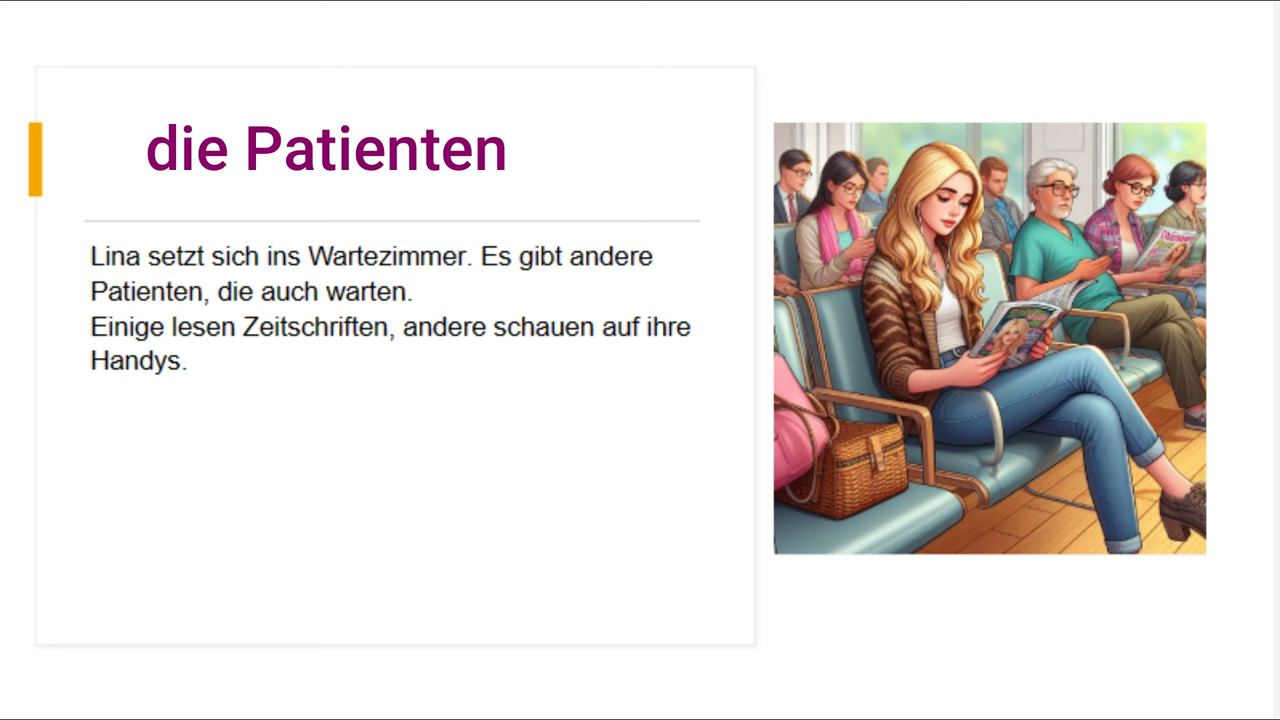 die Patienten
Lina setzt sich ins Wartezimmer. Es gibt andere
Patienten, die auch warten.
Einige lesen Zeitschriften, andere schauen auf ihre
Handys.